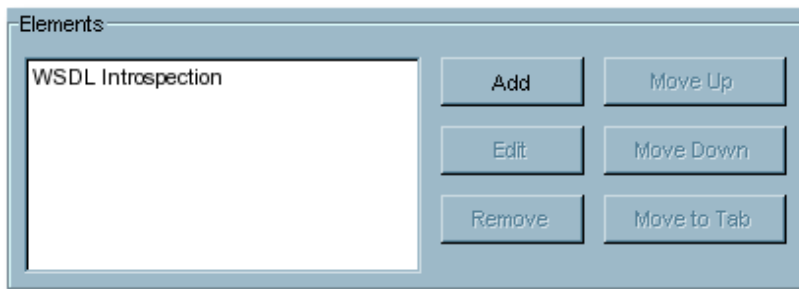 Elements
WSDL Introspection
Add
Move Up
Edit
Move Down
Remove
Move to Tab